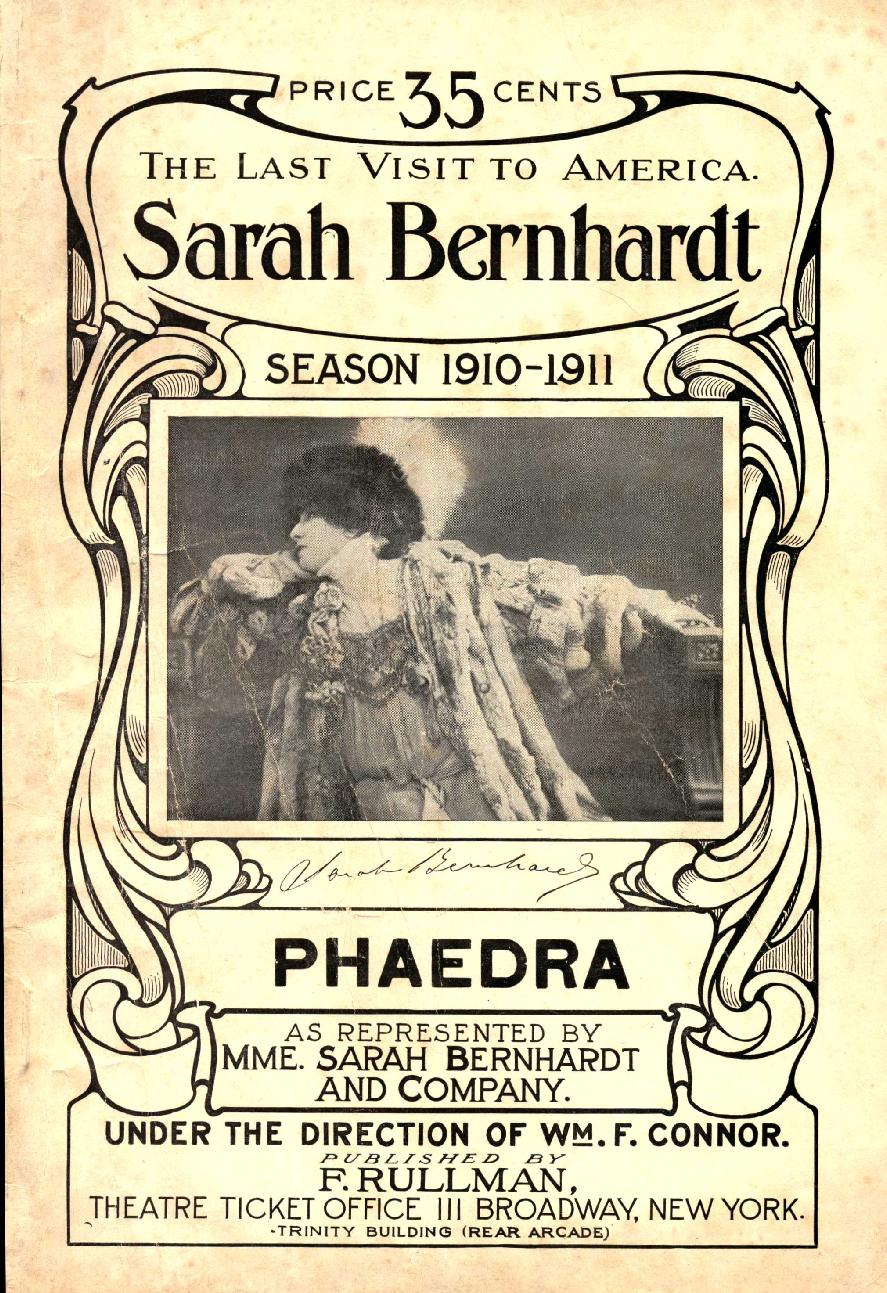 PRICE 35 CENTS
THE LAST VISIT TO AMERICA.
Sarah Bernhardt
SEASON 1910-1911
Sarah Bernhardt
PHAEDRA
AS REPRESENTED BY
MME. SARAH BERNHARDT
AND COMPANY.
UNDER THE DIRECTION OF WM. F. CONNOR.
PUBLISHED BY
F. RULLMAN,
THEATRE TICKET OFFICE 111 BROADWAY, NEW YORK.
-TRINITY BUILDING (REAR ARCADE)